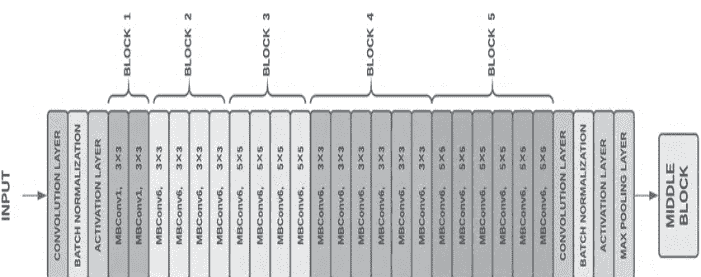 INPUT
CONVOLUTION LAYER
BATCH NORMALIZATION
ACTIVATION LAYER
BLOCK 1
MBConv1, 3×3
MBConv1, 3×3
BLOCK 2
MBConv6, 3×3
MBConv6, 3×3
MBConv6, 3×3
MBConv6, 3×3
BLOCK 3
MBConv6, 5×5
MBConv6, 5×5
MBConv6, 5×5
MBConv6, 5×5
BLOCK 4
MBConv6, 3×3
MBConv6, 3×3
MBConv6, 3×3
MBConv6, 3×3
MBConv6, 3×3
MBConv6, 3×3
BLOCK 5
MBConv6, 5×5
MBConv6, 5×5
MBConv6, 5×5
MBConv6, 5×5
MBConv6, 5×5
MBConv6, 5×5
CONVOLUTION LAYER
BATCH NORMALIZATION
ACTIVATION LAYER
MAX POOLING LAYER
MIDDLE
BLOCK